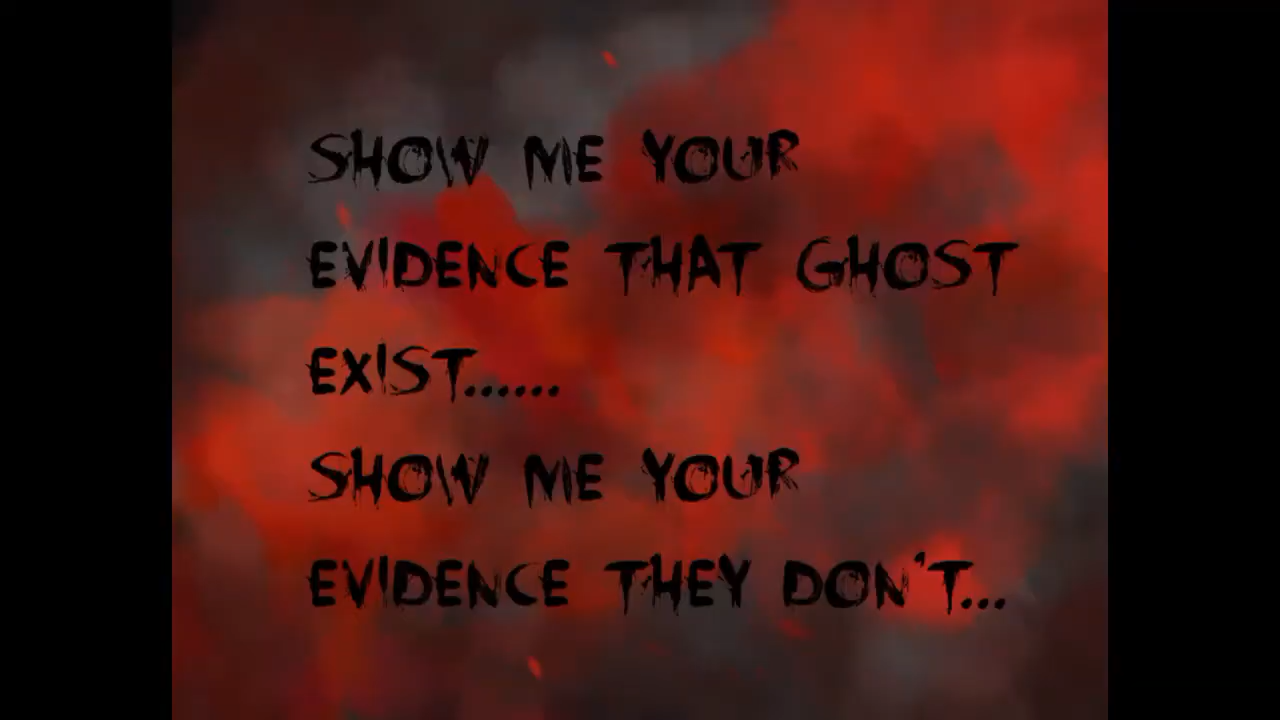 SHOW ME YOUR
EVIDENCE THAT GHOST
EXIST......
SHOW ME YOUR
EVIDENCE THEY DON'T...